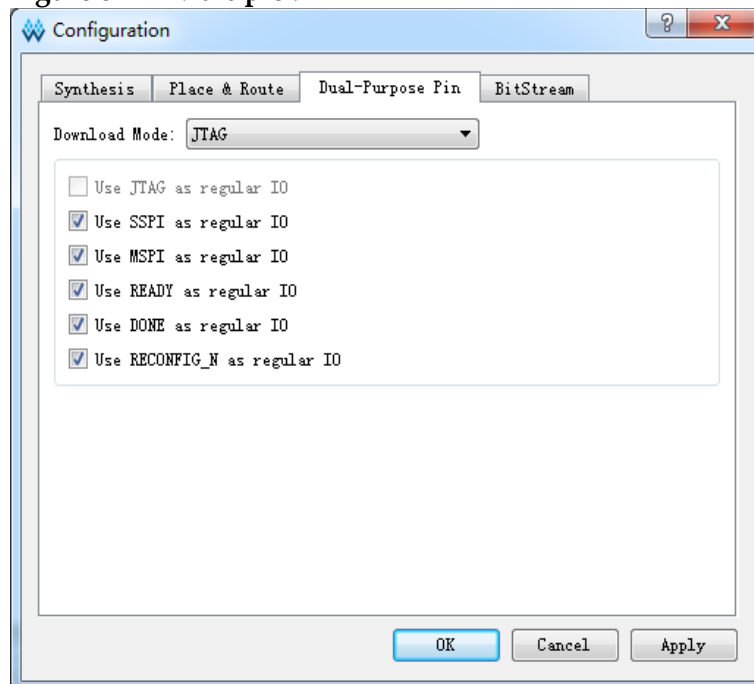 Configuration
Synthesis Place & Route Dual-Purpose Pin BitStream
Download Mode: JTAG
Use JTAG as regular IO
Use SSPI as regular IO
Use MSPI as regular IO
Use READY as regular IO
Use DONE as regular IO
Use RECONFIG_N as regular IO
OK Cancel Apply